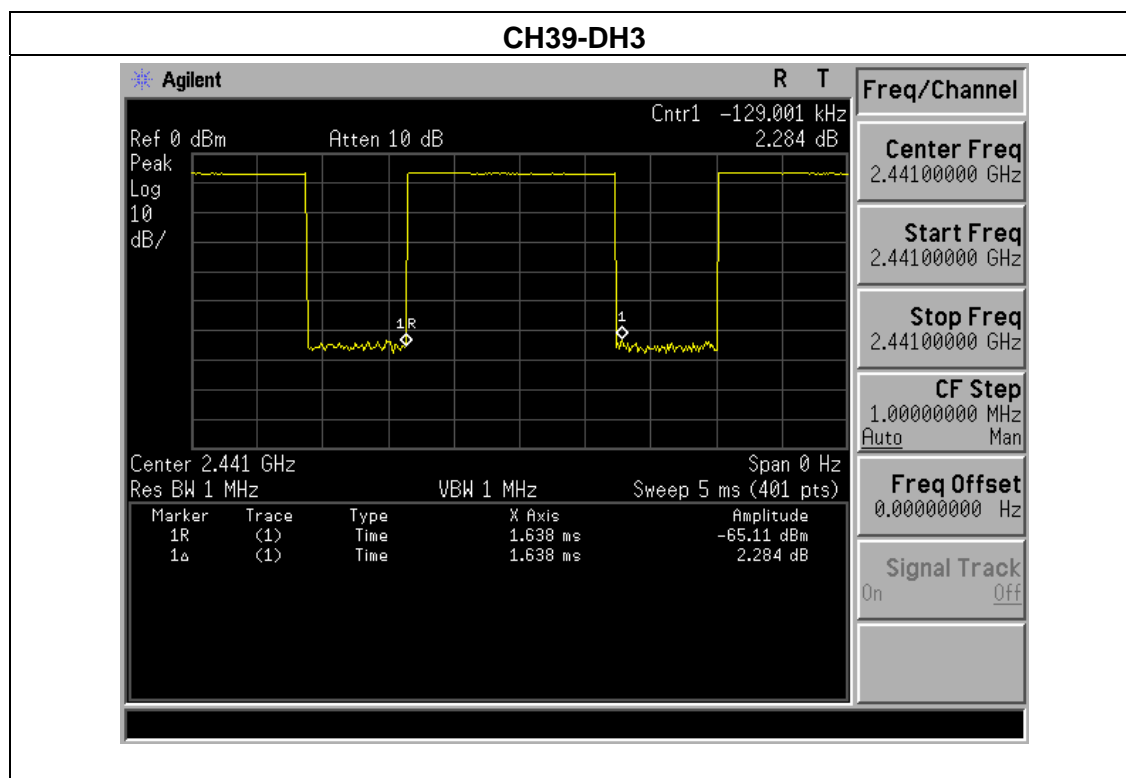 CH39-DH3
Agilent R T
Cntr1 -129.001 kHz
Ref 0 dBm Atten 10 dB 2.284 dB
Peak
Log
10
dB/
1R
1
Center 2.441 GHz Span 0 Hz
Res BW 1 MHz VBW 1 MHz Sweep 5 ms (401 pts)
Marker Trace Type X Axis Amplitude
1R (1) Time 1.638 ms -65.11 dBm
1Δ (1) Time 1.638 ms 2.284 dB
Freq/Channel
Center Freq
2.44100000 GHz
Start Freq
2.44100000 GHz
Stop Freq
2.44100000 GHz
CF Step
1.00000000 MHz
Auto Man
Freq Offset
0.00000000 Hz
Signal Track
On Off